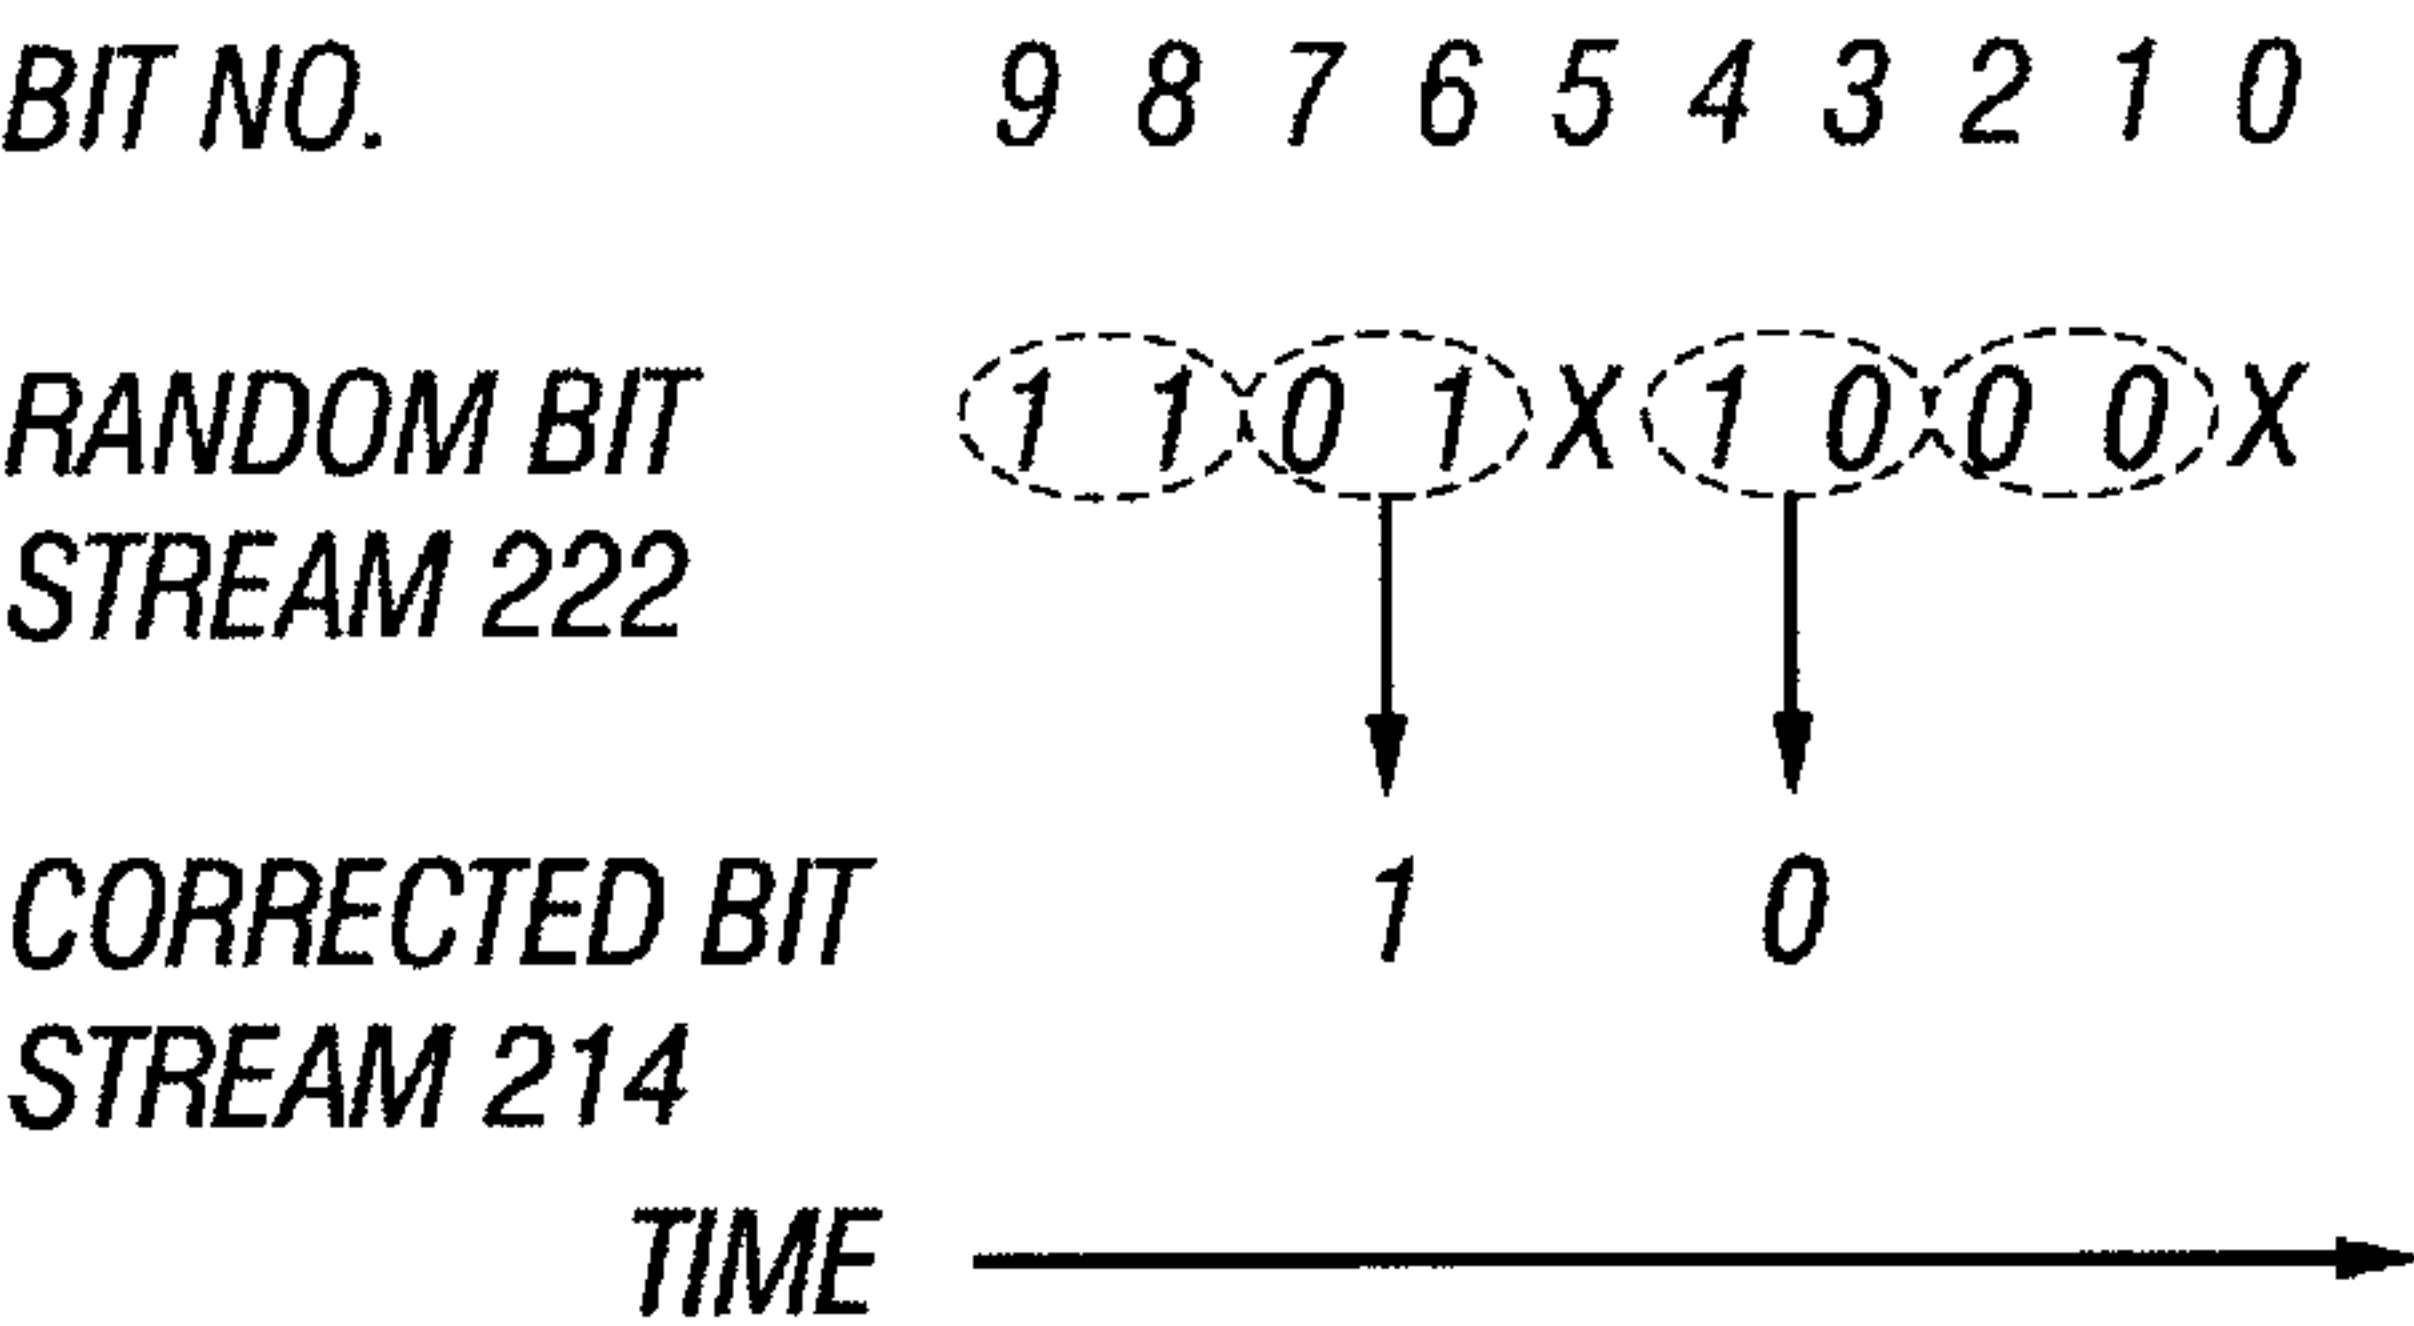 BIT NO. 9 8 7 6 5 4 3 2 1 0
RANDOM BIT 1 1 0 1 X 1 0 0 0 X
STREAM 222
CORRECTED BIT 1 0
STREAM 214
TIME